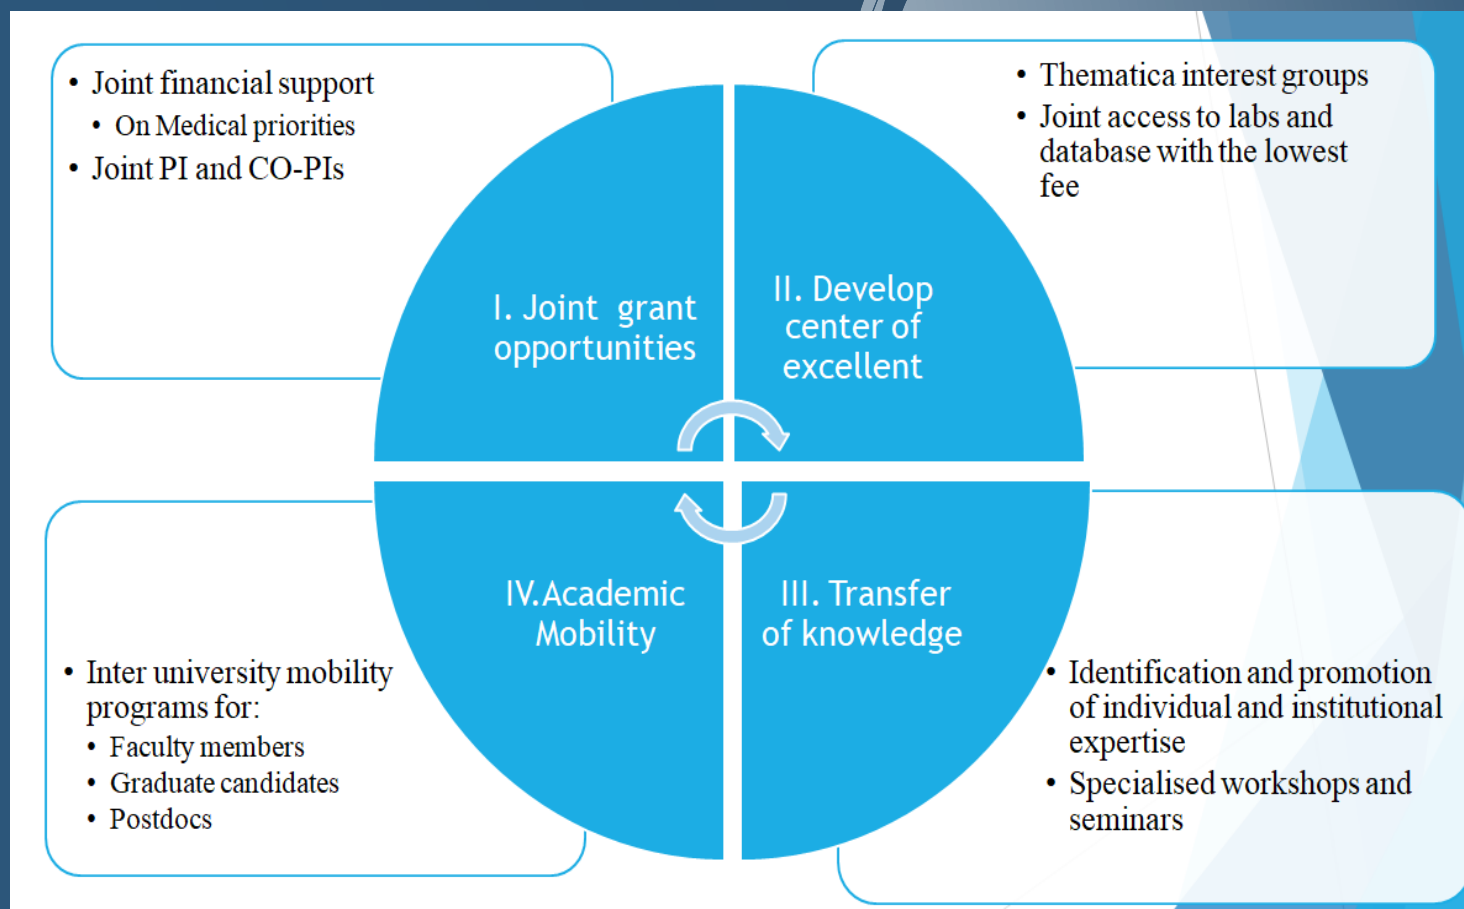 • Joint financial support
• On Medical priorities
• Joint PI and CO-PIs
I. Joint grant
opportunities
• Thematica interest groups
• Joint access to labs and
database with the lowest
fee
II. Develop
center of
excellent
III. Transfer
of knowledge
• Identification and promotion
of individual and institutional
expertise
• Specialised workshops and
seminars
IV.Academic
Mobility
• Inter university mobility
programs for:
• Faculty members
• Graduate candidates
• Postdocs